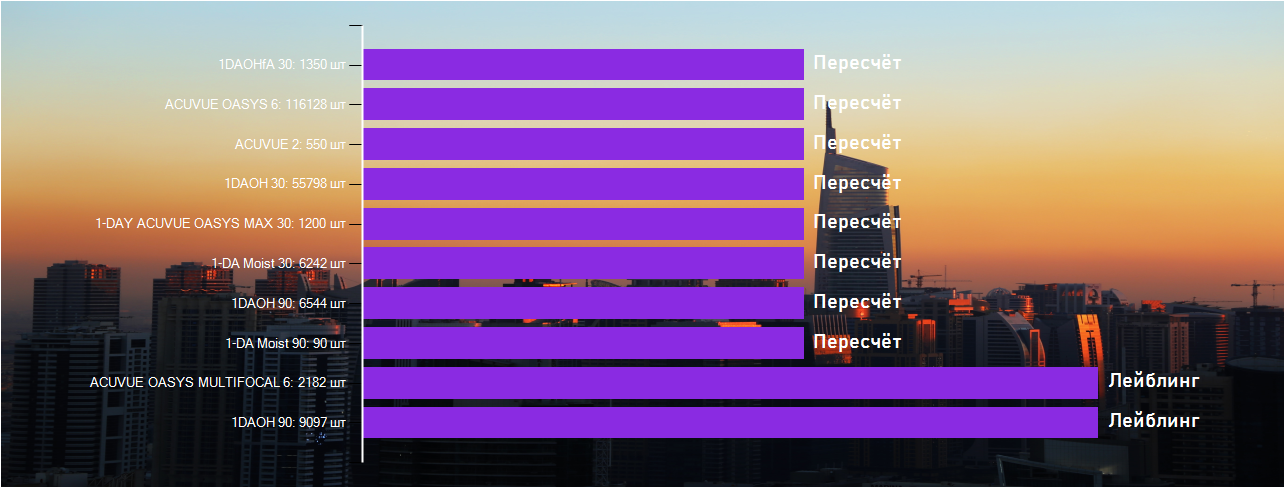 1DAOHfA 30: 1350 шт Пересчёт
ACUVUE OASYS 6: 116128 шт Пересчёт
ACUVUE 2: 550 шт Пересчёт
1DAOH 30: 55798 шт Пересчёт
1-DAY ACUVUE OASYS MAX 30: 1200 шт Пересчёт
1-DA Moist 30: 6242 шт Пересчёт
1DAOH 90: 6544 шт Пересчёт
1-DA Moist 90: 90 шт Пересчёт
ACUVUE OASYS MULTIFOCAL 6: 2182 шт Лейблинг
1DAOH 90: 9097 шт Лейблинг